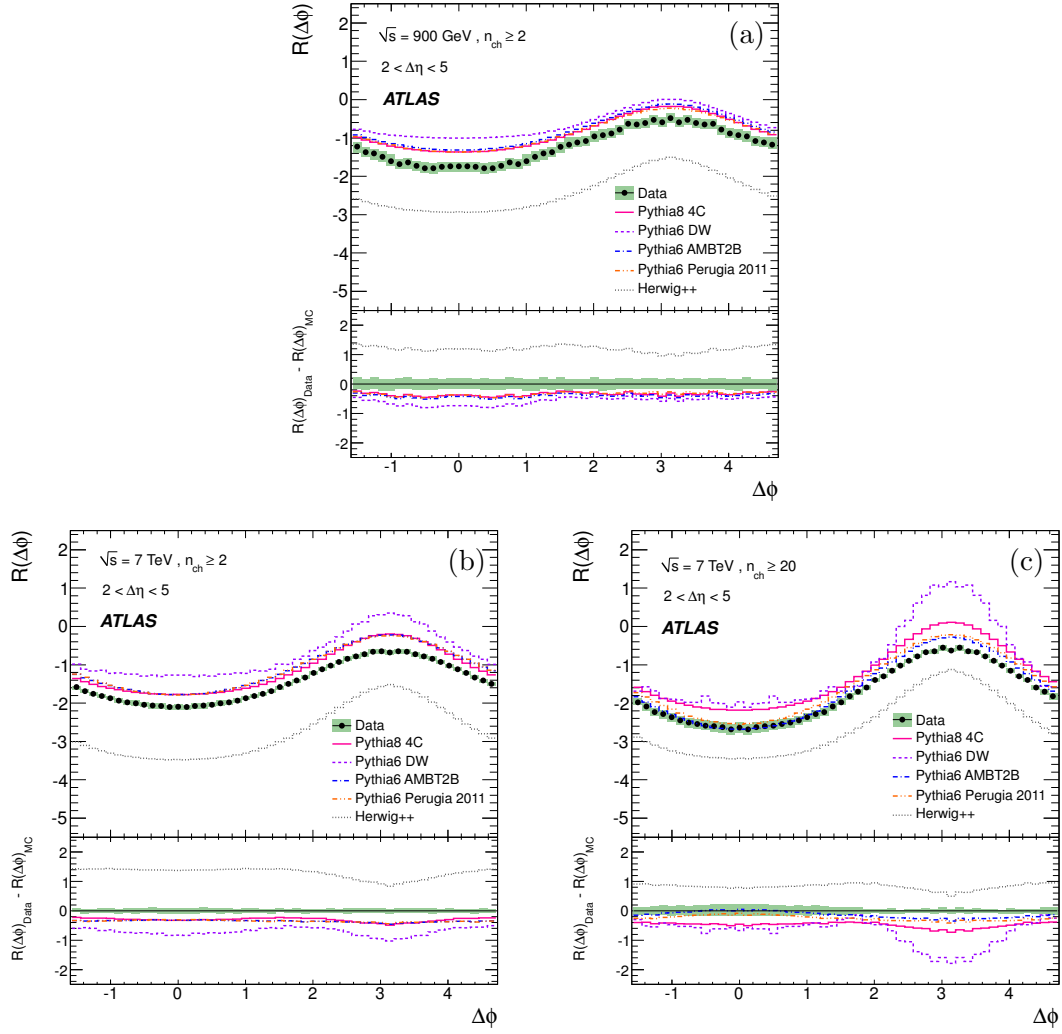 (a)
√s = 900 GeV , n_ch ≥ 2
2 < Δη < 5
ATLAS
R(Δϕ)
2
1
0
-1
-2
-3
-4
-5
Data
Pythia8 4C
Pythia6 DW
Pythia6 AMBT2B
Pythia6 Perugia 2011
Herwig++
R(Δϕ)_Data - R(Δϕ)_MC
2
1
0
-1
-2
-1 0 1 2 3 4
Δϕ
(b)
√s = 7 TeV , n_ch ≥ 2
2 < Δη < 5
ATLAS
R(Δϕ)
2
1
0
-1
-2
-3
-4
-5
Data
Pythia8 4C
Pythia6 DW
Pythia6 AMBT2B
Pythia6 Perugia 2011
Herwig++
R(Δϕ)_Data - R(Δϕ)_MC
2
1
0
-1
-2
-1 0 1 2 3 4
Δϕ
(c)
√s = 7 TeV , n_ch ≥ 20
2 < Δη < 5
ATLAS
R(Δϕ)
2
1
0
-1
-2
-3
-4
-5
Data
Pythia8 4C
Pythia6 DW
Pythia6 AMBT2B
Pythia6 Perugia 2011
Herwig++
R(Δϕ)_Data - R(Δϕ)_MC
2
1
0
-1
-2
-1 0 1 2 3 4
Δϕ